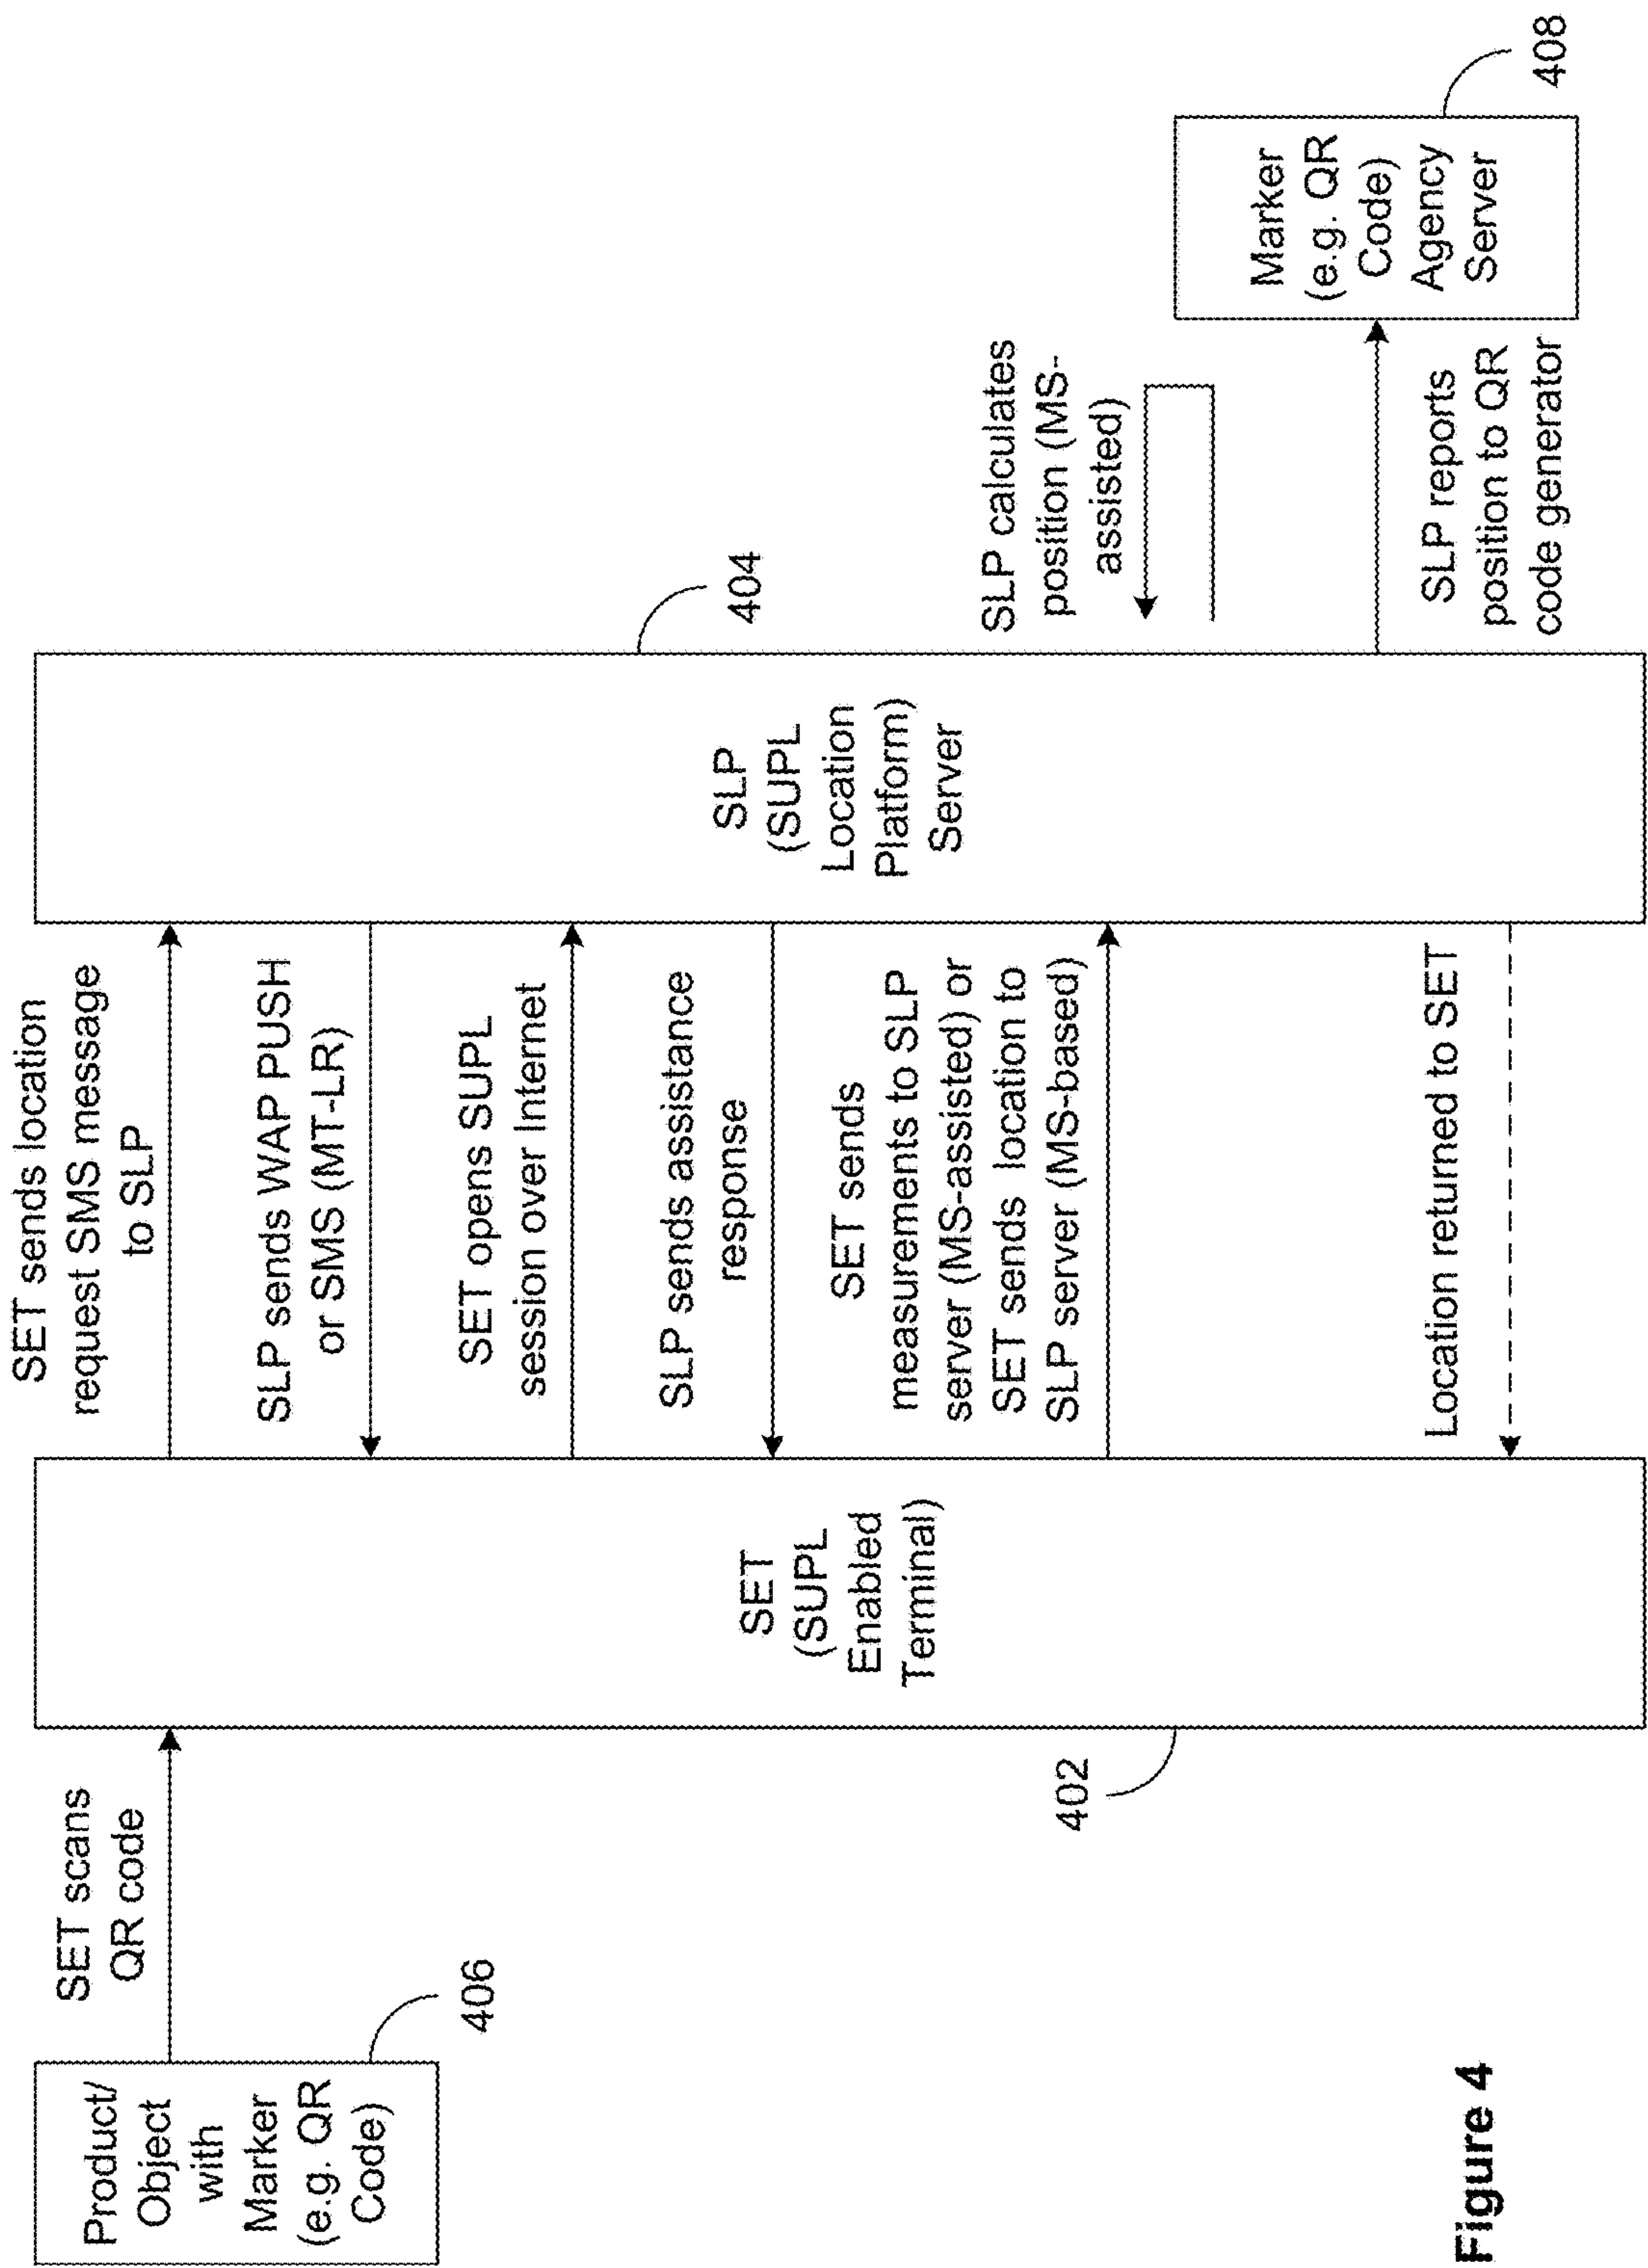 Product/
Object
with
Marker
(e.g. QR
Code)
406
SET scans
QR code
SET
(SUPL
Enabled
Terminal)
402
SET sends location
request SMS message
to SLP
SLP sends WAP PUSH
or SMS (MT-LR)
SET opens SUPL
session over Internet
SLP sends assistance
response
SET sends
measurements to SLP
server (MS-assisted) or
SET sends location to
SLP server (MS-based)
Location returned to SET
SLP
(SUPL
Location
Platform)
Server
404
SLP calculates
position (MS-
assisted)
SLP reports
position to QR
code generator
Marker
(e.g. QR
Code)
Agency
Server
408
Figure 4